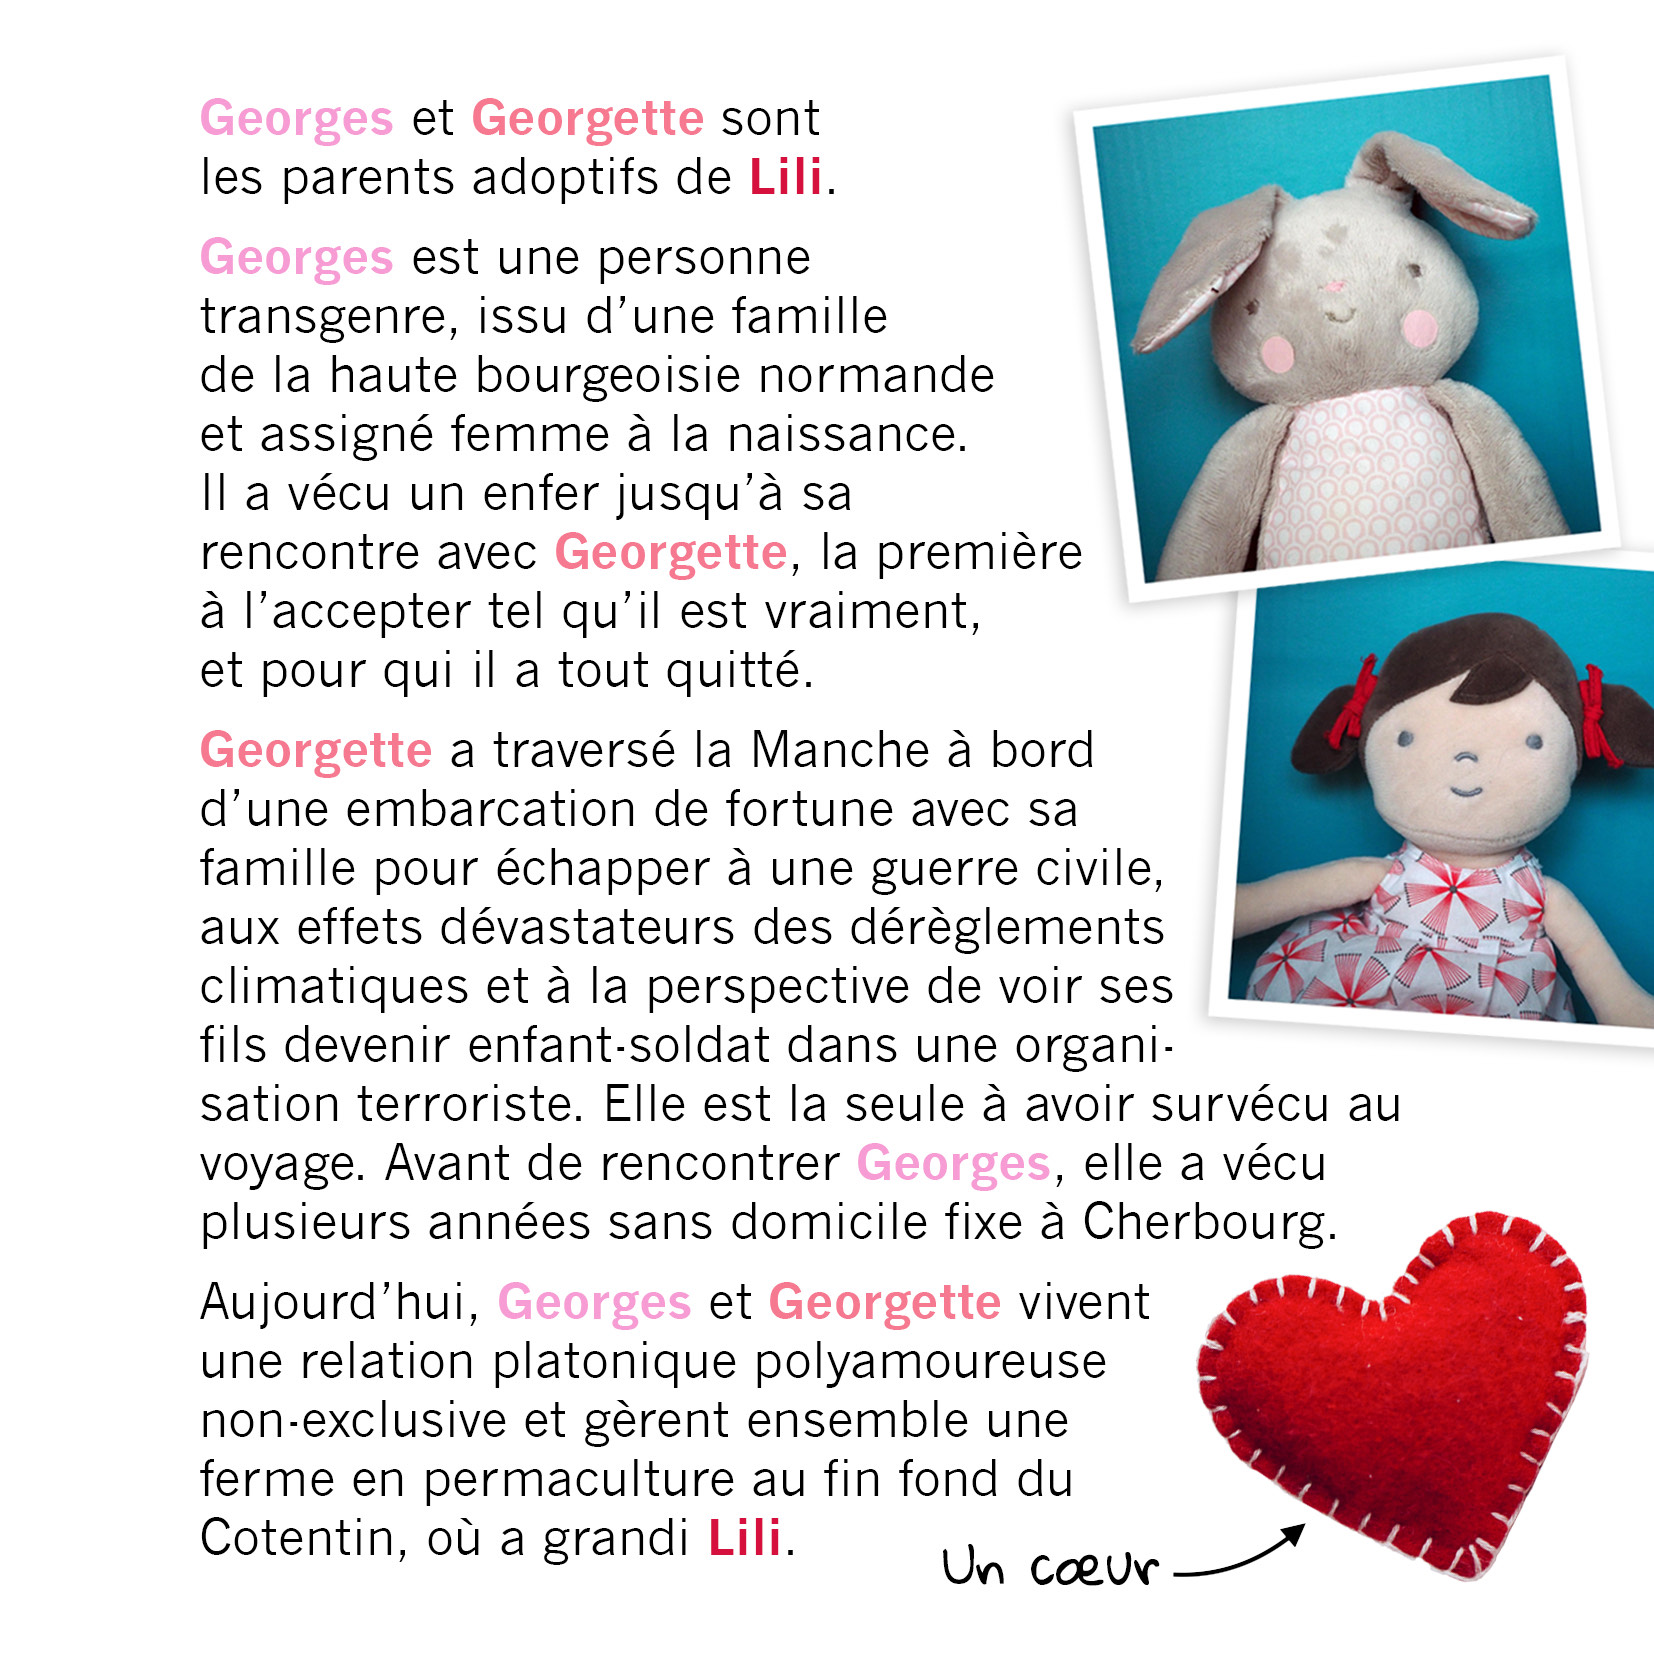 Georges et Georgette sont
les parents adoptifs de Lili.
Georges est une personne
transgenre, issu d’une famille
de la haute bourgeoisie normande
et assigné femme à la naissance.
Il a vécu un enfer jusqu’à sa
rencontre avec Georgette, la première
à l’accepter tel qu’il est vraiment,
et pour qui il a tout quitté.
Georgette a traversé la Manche à bord
d’une embarcation de fortune avec sa
famille pour échapper à une guerre civile,
aux effets dévastateurs des dérèglements
climatiques et à la perspective de voir ses
fils devenir enfant-soldat dans une organi-
sation terroriste. Elle est la seule à avoir survécu au
voyage. Avant de rencontrer Georges, elle a vécu
plusieurs années sans domicile fixe à Cherbourg.
Aujourd’hui, Georges et Georgette vivent
une relation platonique polyamoureuse
non-exclusive et gèrent ensemble une
ferme en permaculture au fin fond du
Cotentin, où a grandi Lili.
Un cœur